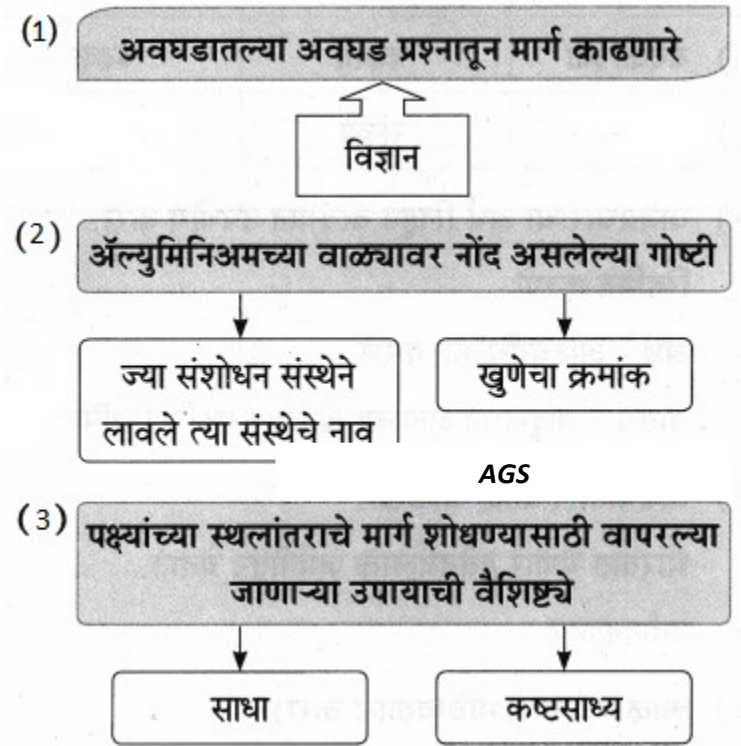 (1) अवघडातल्या अवघड प्रश्नातून मार्ग काढणारे
विज्ञान
(2) ॲल्युमिनिअमच्या वाळ्यावर नोंद असलेल्या गोष्टी
ज्या संशोधन संस्थेने
लावले त्या संस्थेचे नाव
खुणेचा क्रमांक
AGS
(3) पक्ष्यांच्या स्थलांतराचे मार्ग शोधण्यासाठी वापरल्या
जाणाऱ्या उपायाची वैशिष्ट्ये
साधा
कष्टसाध्य